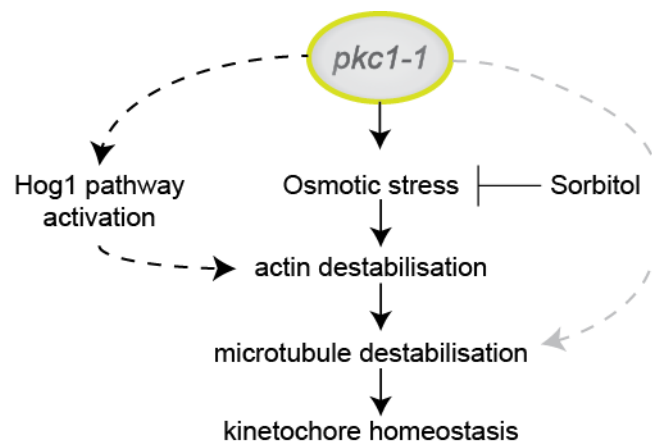 pkc1-1
Hog1 pathway
activation
Osmotic stress
Sorbitol
actin destabilisation
microtubule destabilisation
kinetochore homeostasis